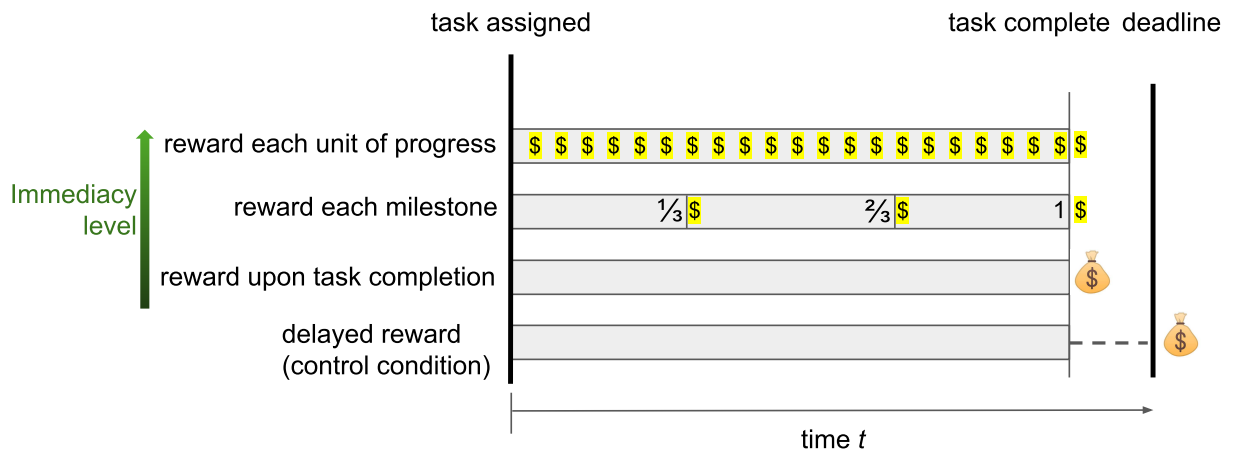 task assigned
task complete deadline
reward each unit of progress $ $ $ $ $ $ $ $ $ $ $ $ $ $ $ $ $ $ $ $ $ $
Immediacy
level
reward each milestone ⅓ $ ⅔ $ 1 $
reward upon task completion $
delayed reward
(control condition) $
time t